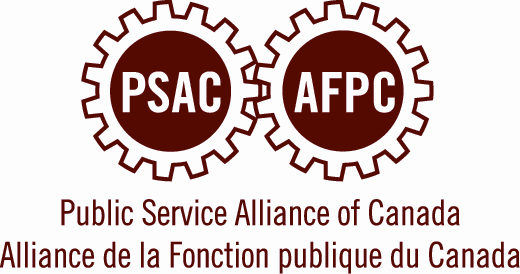 PSAC AFPC
Public Service Alliance of Canada
Alliance de la Fonction publique du Canada